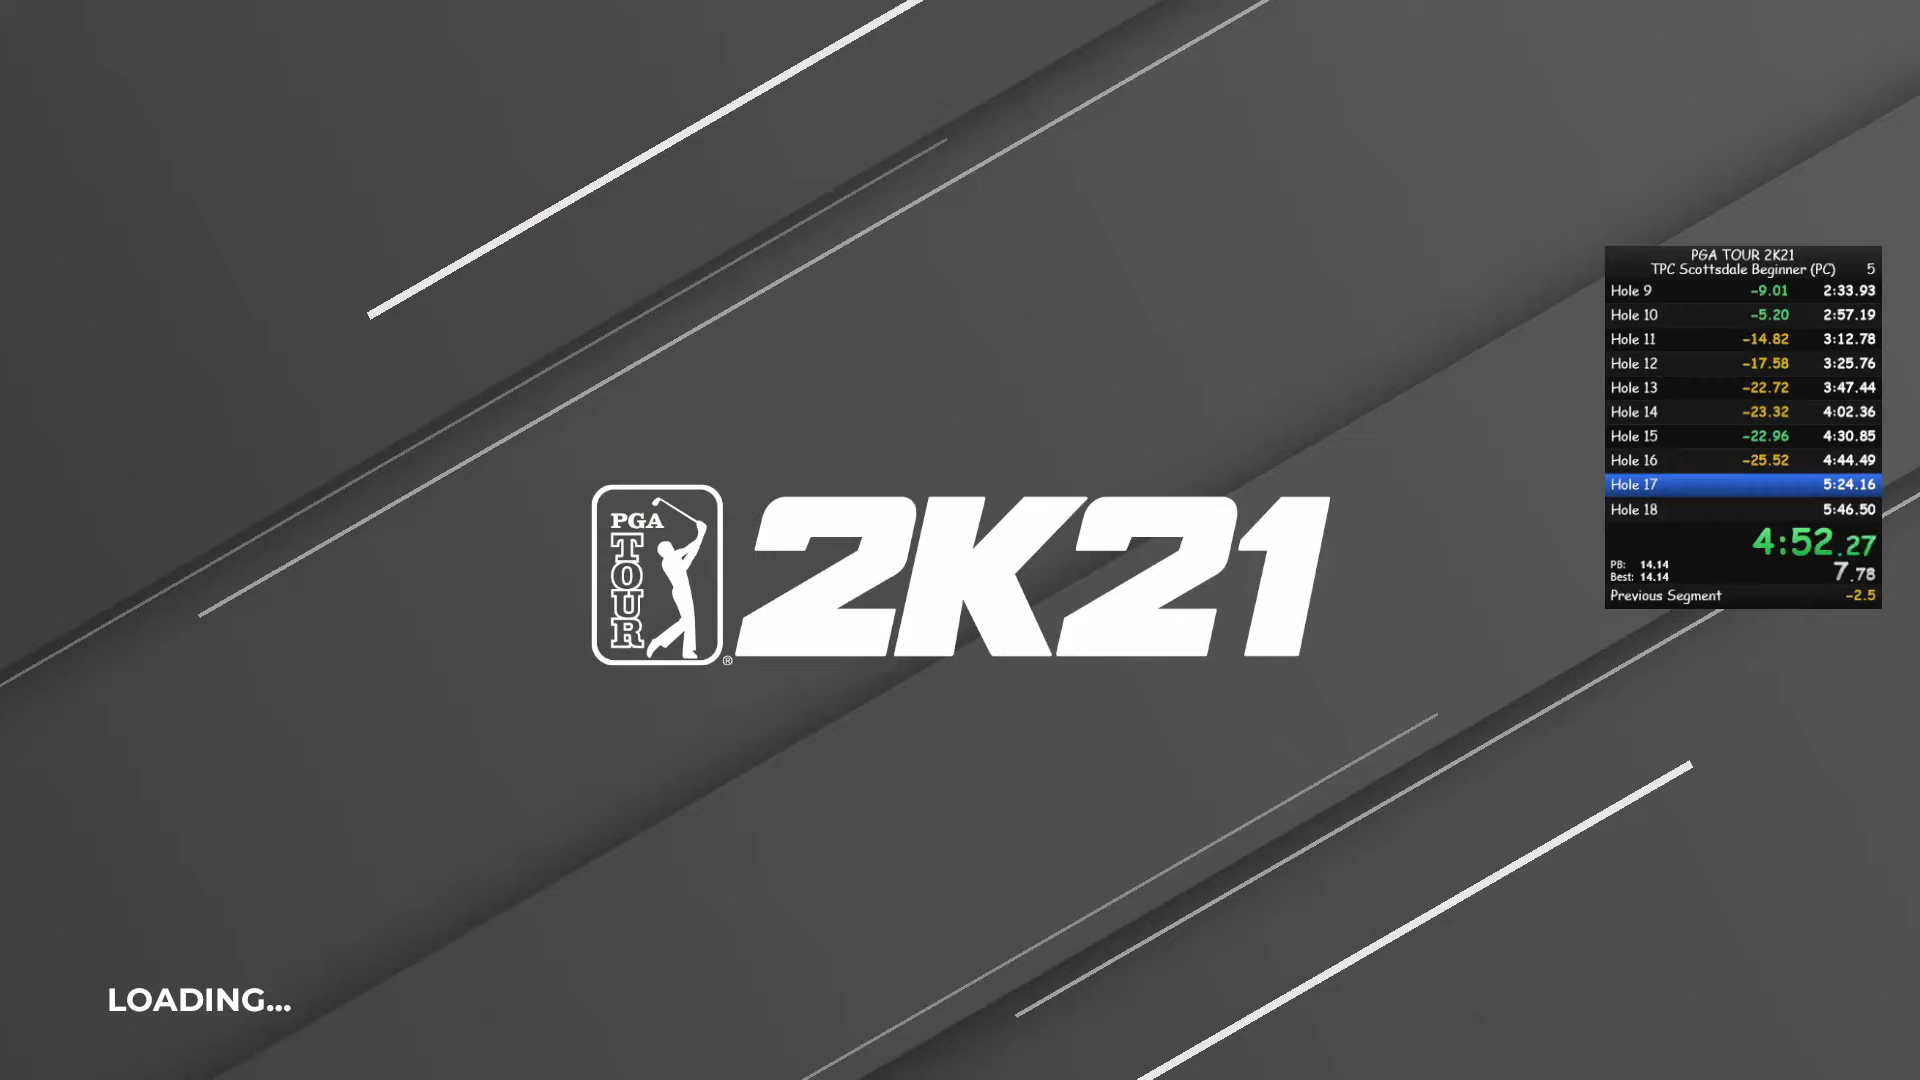 PGA TOUR 2K21
TPC Scottsdale Beginner (PC) 5
Hole 9 -9.01 2:33.93
Hole 10 -5.20 2:57.19
Hole 11 -14.82 3:12.78
Hole 12 -17.58 3:25.76
Hole 13 -22.72 3:47.44
Hole 14 -23.32 4:02.36
Hole 15 -22.96 4:30.85
Hole 16 -25.52 4:44.49
Hole 17 5:24.16
Hole 18 5:46.50
4:52.27
PB: 14.14 7.78
Best: 14.14
Previous Segment -2.5
PGA
TOUR
® 2K21
LOADING...